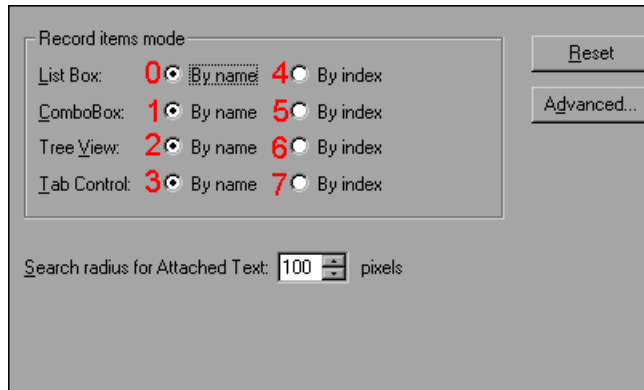 Record items mode
Reset
List Box: 0 By name 4 By index
Advanced...
ComboBox: 1 By name 5 By index
Tree View: 2 By name 6 By index
Tab Control: 3 By name 7 By index
Search radius for Attached Text: 100 pixels